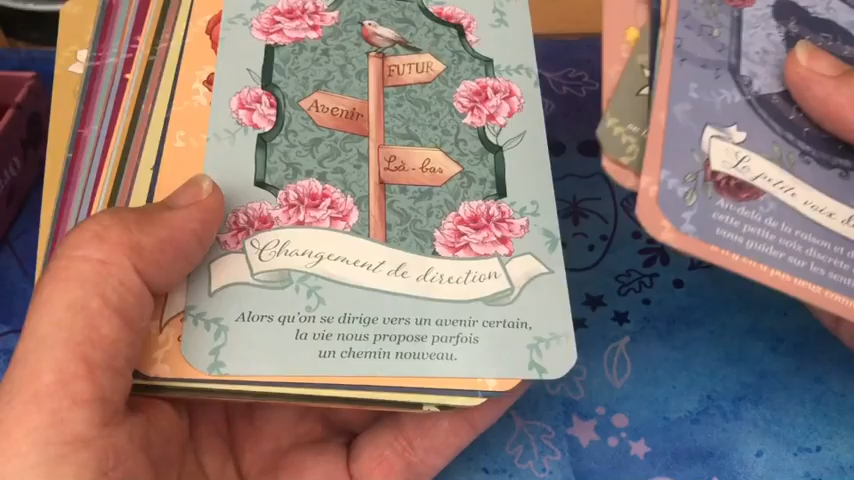 FUTUR
Avenir
Là-bas
Changement de direction
Alors qu'on se dirige vers un avenir certain,
la vie nous propose parfois
un chemin nouveau.
La petite voix
Au-delà de la raison et
cette petite voix discrète
vous guider sur les
il n'y a pas